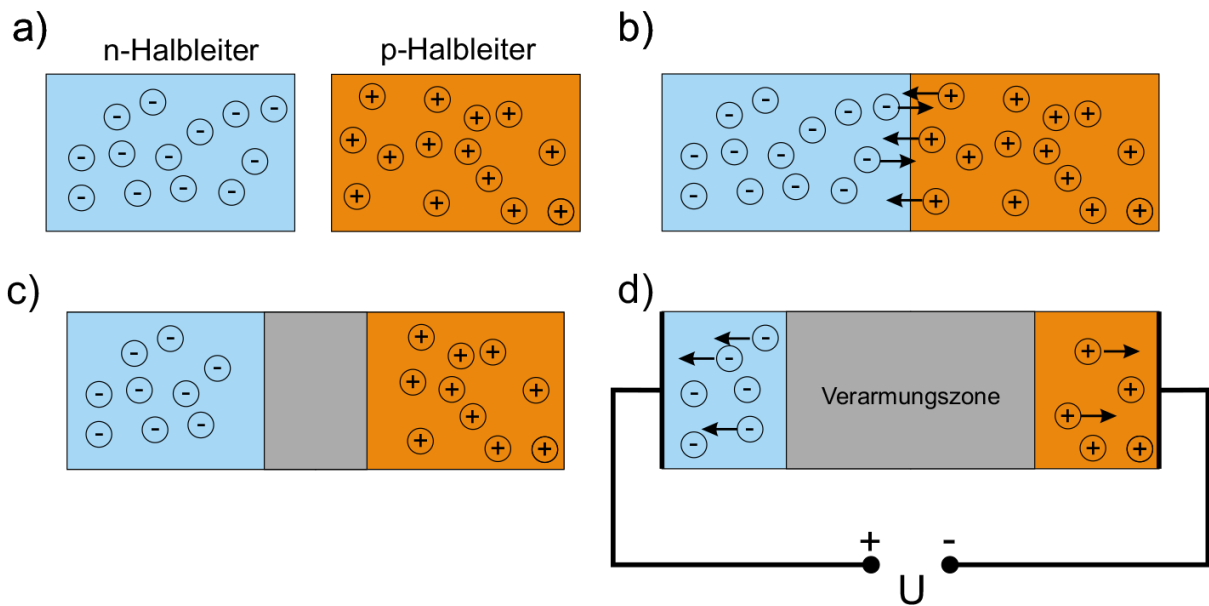 a)
n-Halbleiter
p-Halbleiter
b)
c)
d)
Verarmungszone
+
-
U